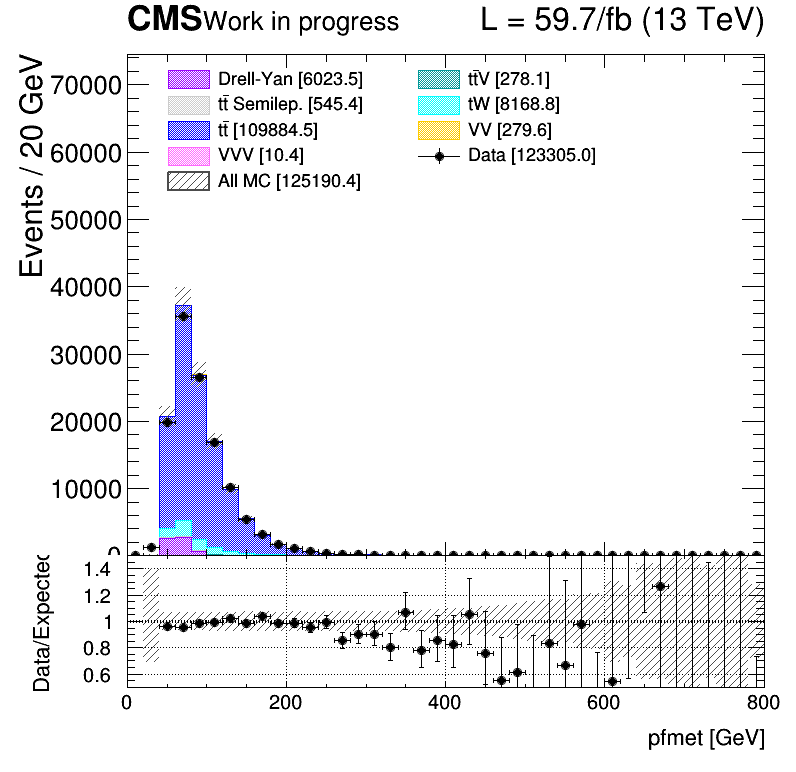 CMS Work in progress L = 59.7/fb (13 TeV)
Events / 20 GeV
70000
60000
50000
40000
30000
20000
10000
0
Drell-Yan [6023.5]
tt̄ Semilep. [545.4]
tt̄ [109884.5]
VVV [10.4]
All MC [125190.4]
tt̄V [278.1]
tW [8168.8]
VV [279.6]
Data [123305.0]
Data/Expected
1.4
1.2
1
0.8
0.6
0 200 400 600 800
pfmet [GeV]